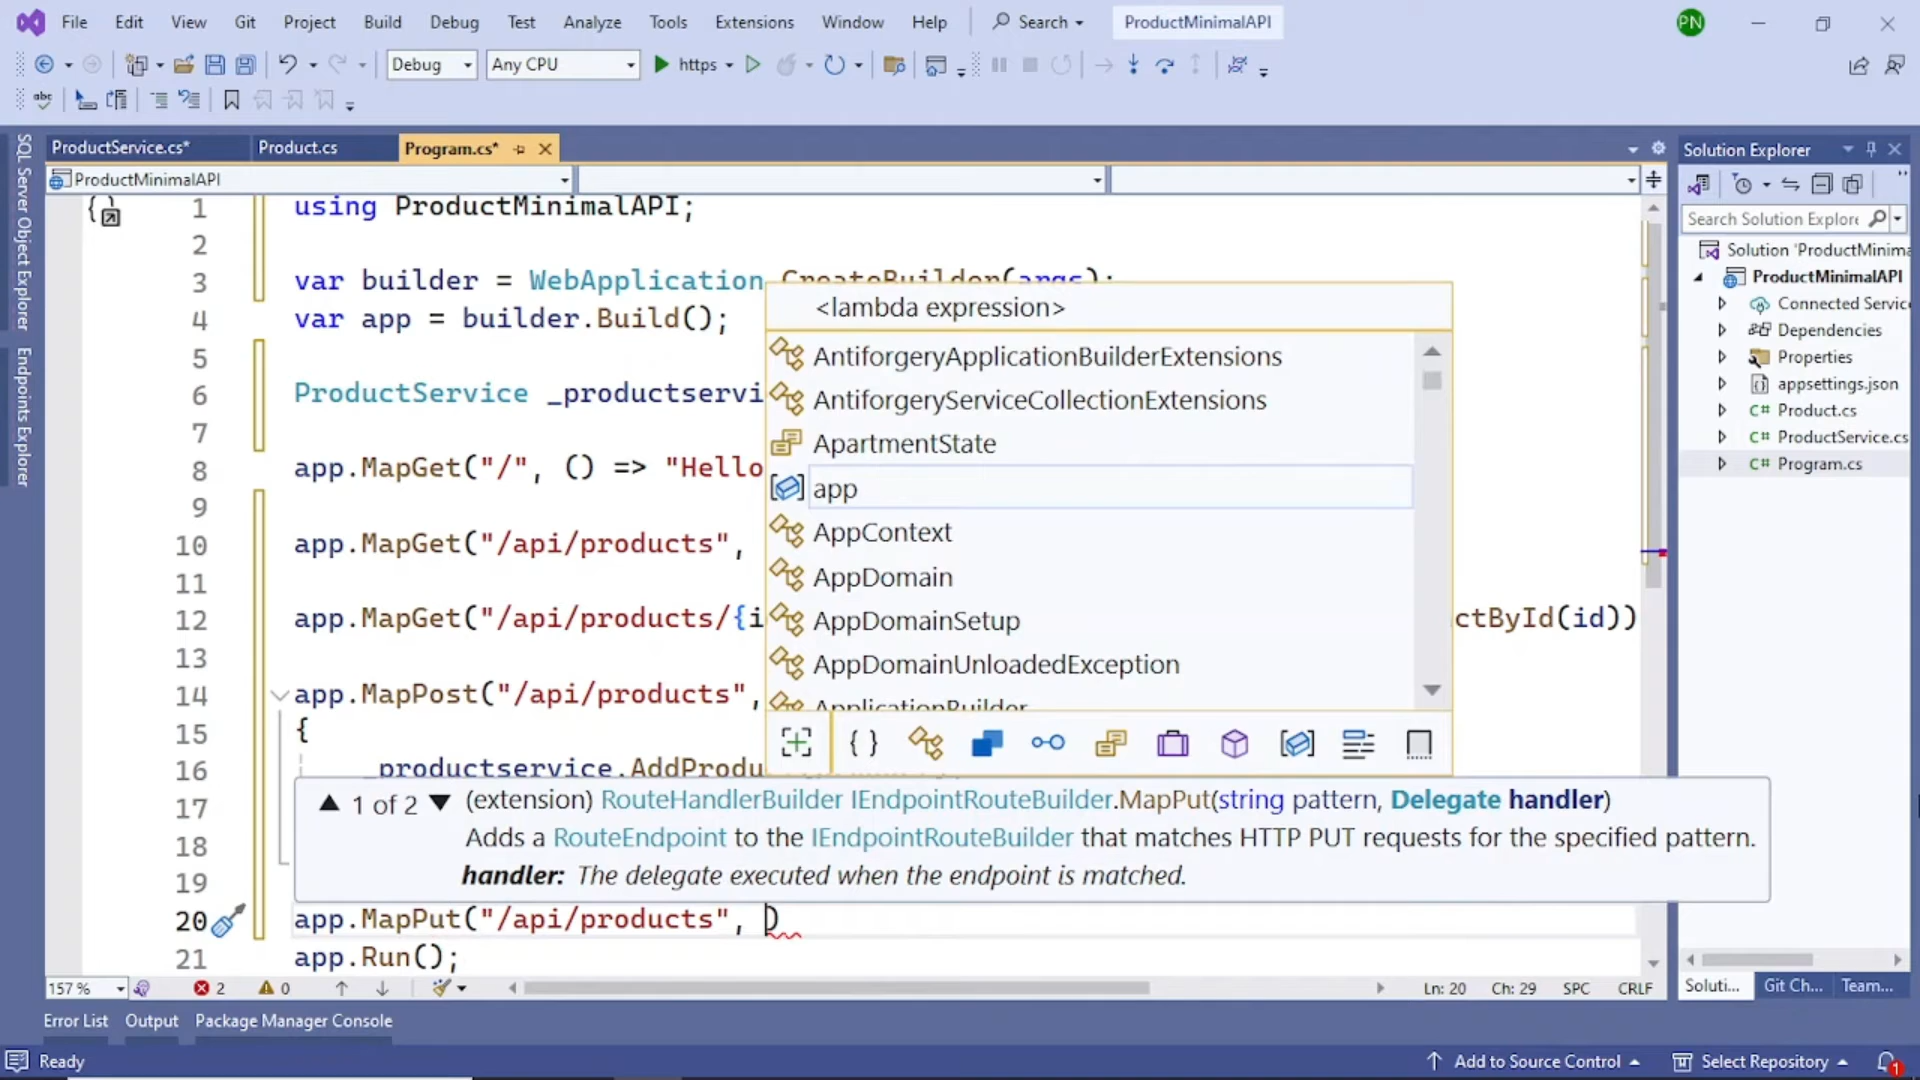 File Edit View Git Project Build Debug Test Analyze Tools Extensions Window Help Search ProductMinimalAPI PN
Debug Any CPU https
abc
ProductService.cs* Product.cs Program.cs*
ProductMinimalAPI
SQL Server Object Explorer
Endpoints Explorer
1 using ProductMinimalAPI;
2
3 var builder = WebApplication.CreateBuilder(args);
4 var app = builder.Build();
5
6 ProductService _productservi
7
8 app.MapGet("/", () => "Hello
9
10 app.MapGet("/api/products",
11
12 app.MapGet("/api/products/{i ctById(id))
13
14 app.MapPost("/api/products",
15 {
16 _productservice.AddProdu
17
18
19
20 app.MapPut("/api/products", )
21 app.Run();
<lambda expression>
AntiforgeryApplicationBuilderExtensions
AntiforgeryServiceCollectionExtensions
ApartmentState
app
AppContext
AppDomain
AppDomainSetup
AppDomainUnloadedException
ApplicationBuilder
1 of 2 (extension) RouteHandlerBuilder IEndpointRouteBuilder.MapPut(string pattern, Delegate handler)
Adds a RouteEndpoint to the IEndpointRouteBuilder that matches HTTP PUT requests for the specified pattern.
handler: The delegate executed when the endpoint is matched.
Solution Explorer
Search Solution Explore
Solution 'ProductMinima
ProductMinimalAPI
Connected Service
Dependencies
Properties
appsettings.json
C# Product.cs
C# ProductService.cs
C# Program.cs
Soluti... Git Ch... Team...
157 % 2 0 Ln: 20 Ch: 29 SPC CRLF
Error List Output Package Manager Console
Ready Add to Source Control Select Repository 1